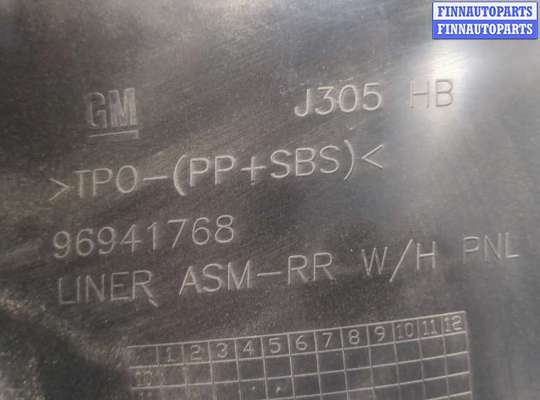 FINNAUTOPARTS
FINNAUTOPARTS
FINNAUTOPARTS
GM J305 HB
>TPO-(PP+SBS)<
96941768
LINER ASM-RR W/H PNL
1 2 3 4 5 6 7 8 9 10 11 12